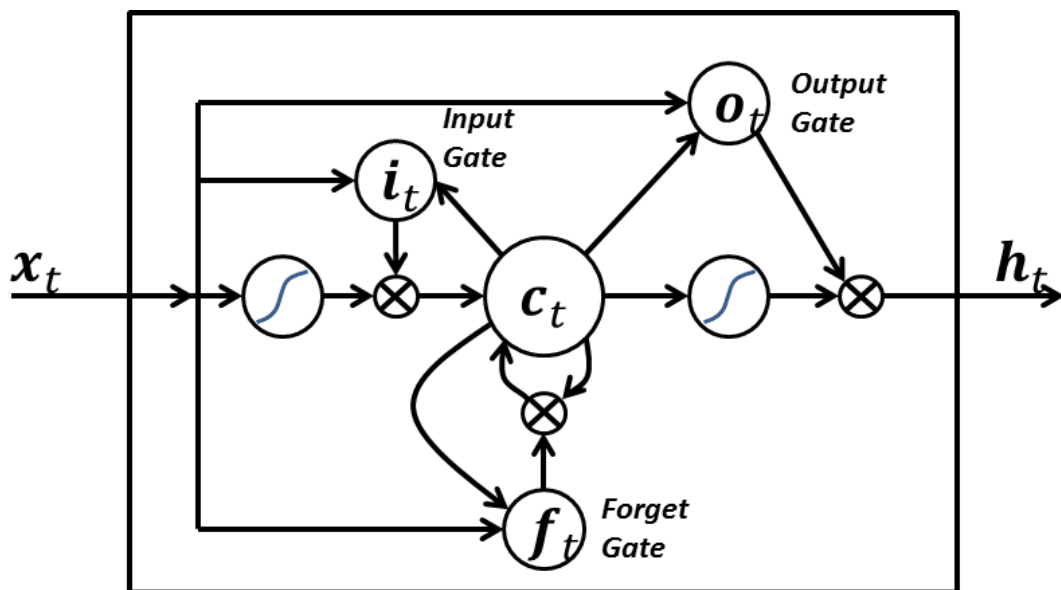 Output
Gate
o_t
Input
Gate
i_t
x_t
c_t
h_t
f_t
Forget
Gate